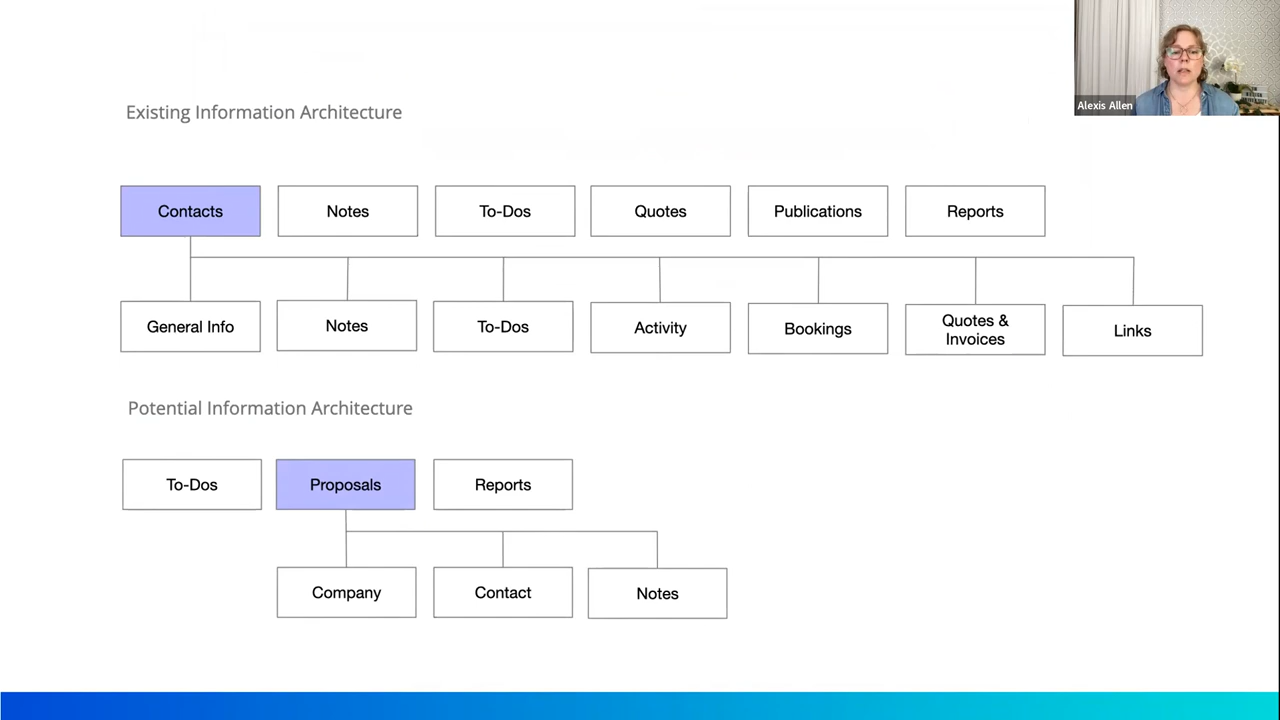 Alexis Allen
Existing Information Architecture
Contacts
Notes
To-Dos
Quotes
Publications
Reports
General Info
Notes
To-Dos
Activity
Bookings
Quotes &
Invoices
Links
Potential Information Architecture
To-Dos
Proposals
Reports
Company
Contact
Notes